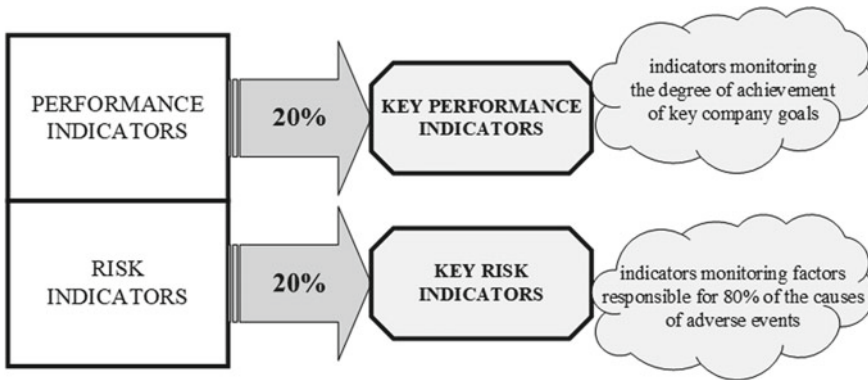 PERFORMANCE
INDICATORS
20%
KEY PERFORMANCE
INDICATORS
indicators monitoring
the degree of achievement
of key company goals
RISK
INDICATORS
20%
KEY RISK
INDICATORS
indicators monitoring factors
responsible for 80% of the causes
of adverse events